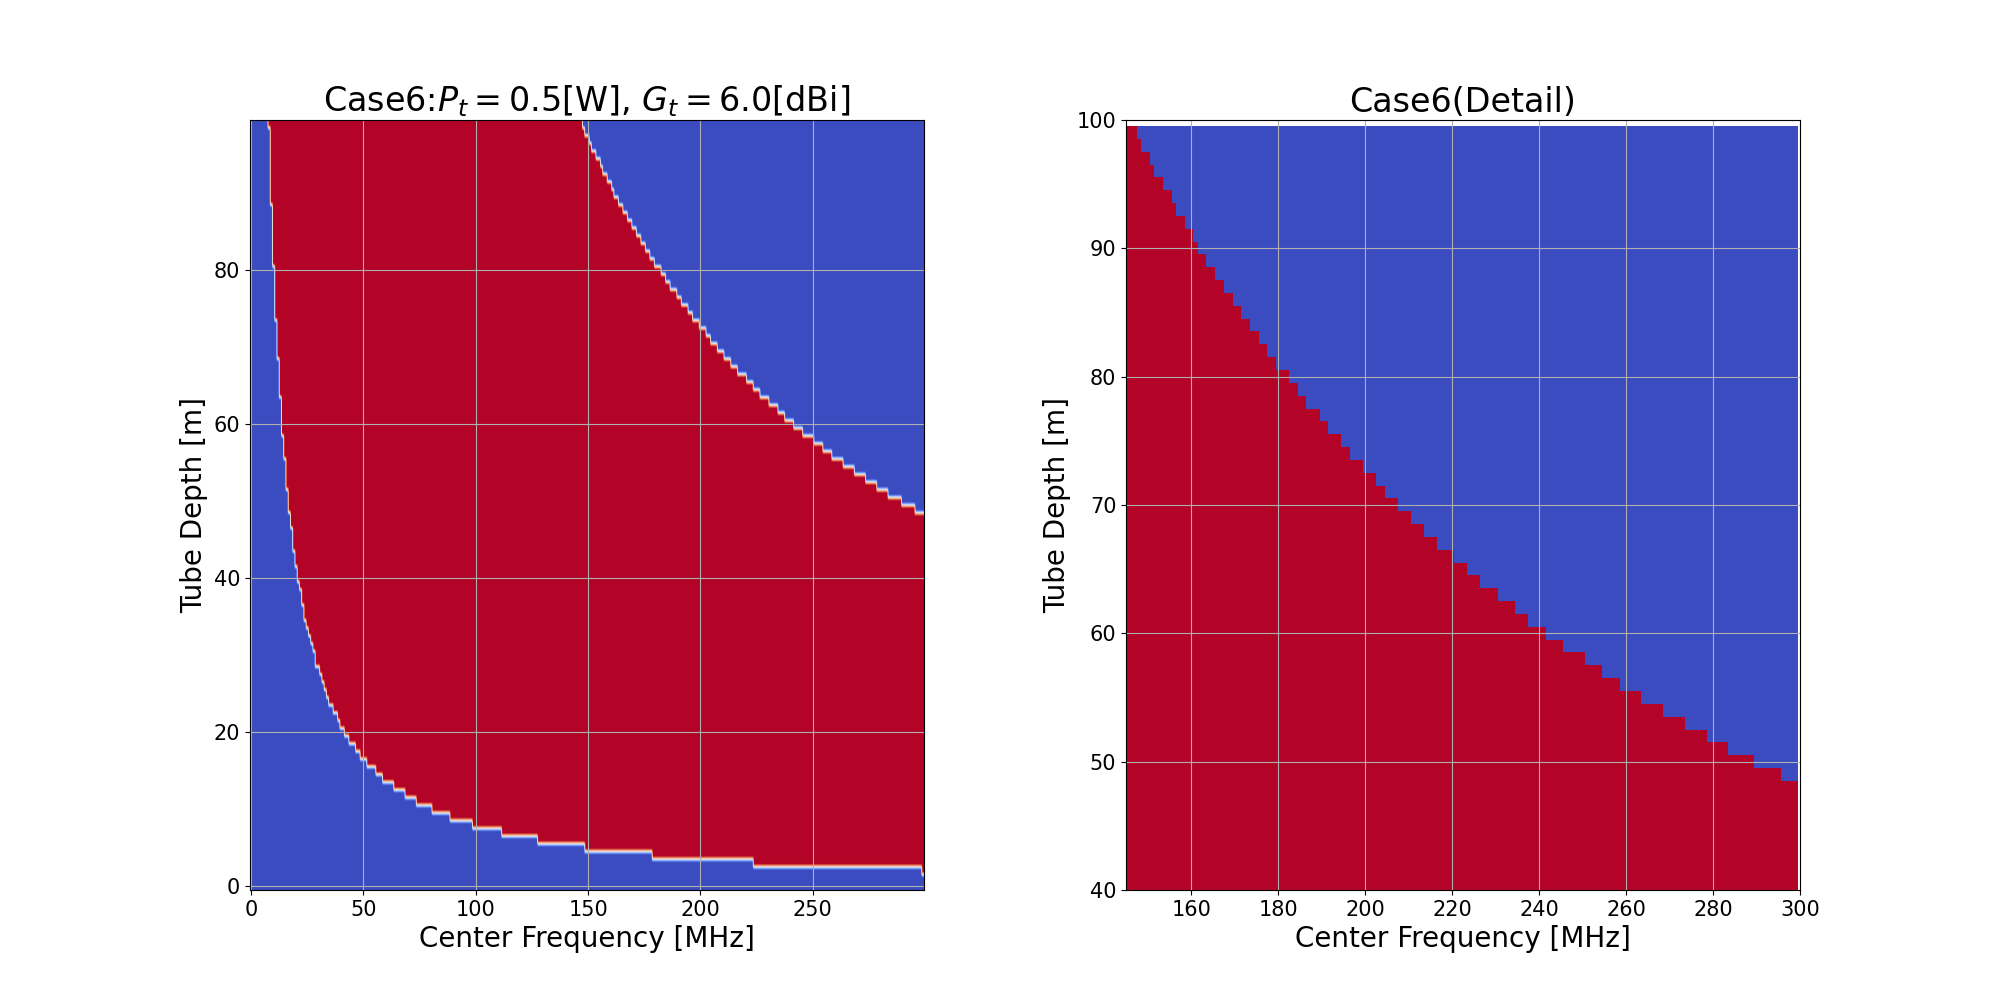 Case6:Pₜ = 0.5[W], Gₜ = 6.0[dBi]
Tube Depth [m]
80
60
40
20
0
0 50 100 150 200 250
Center Frequency [MHz]
Case6(Detail)
Tube Depth [m]
100
90
80
70
60
50
40
160 180 200 220 240 260 280 300
Center Frequency [MHz]